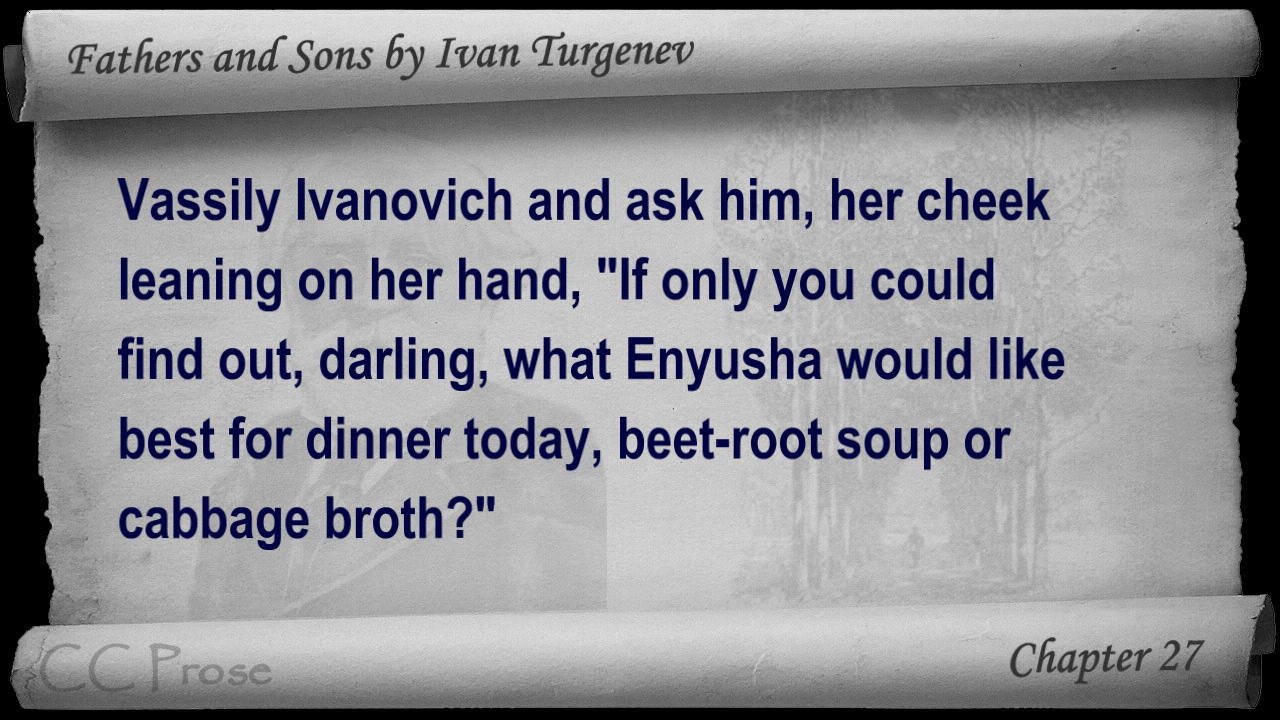 Fathers and Sons by Ivan Turgenev
Vassily Ivanovich and ask him, her cheek
leaning on her hand, "If only you could
find out, darling, what Enyusha would like
best for dinner today, beet-root soup or
cabbage broth?"
CC Prose
Chapter 27